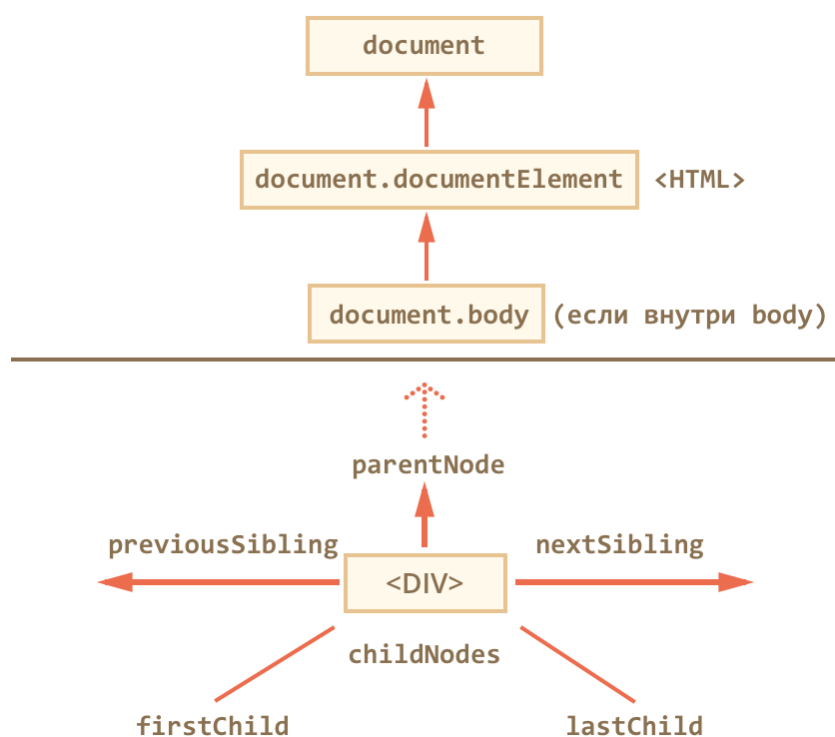 document
document.documentElement <HTML>
document.body (если внутри body)
parentNode
previousSibling nextSibling
<DIV>
childNodes
firstChild lastChild